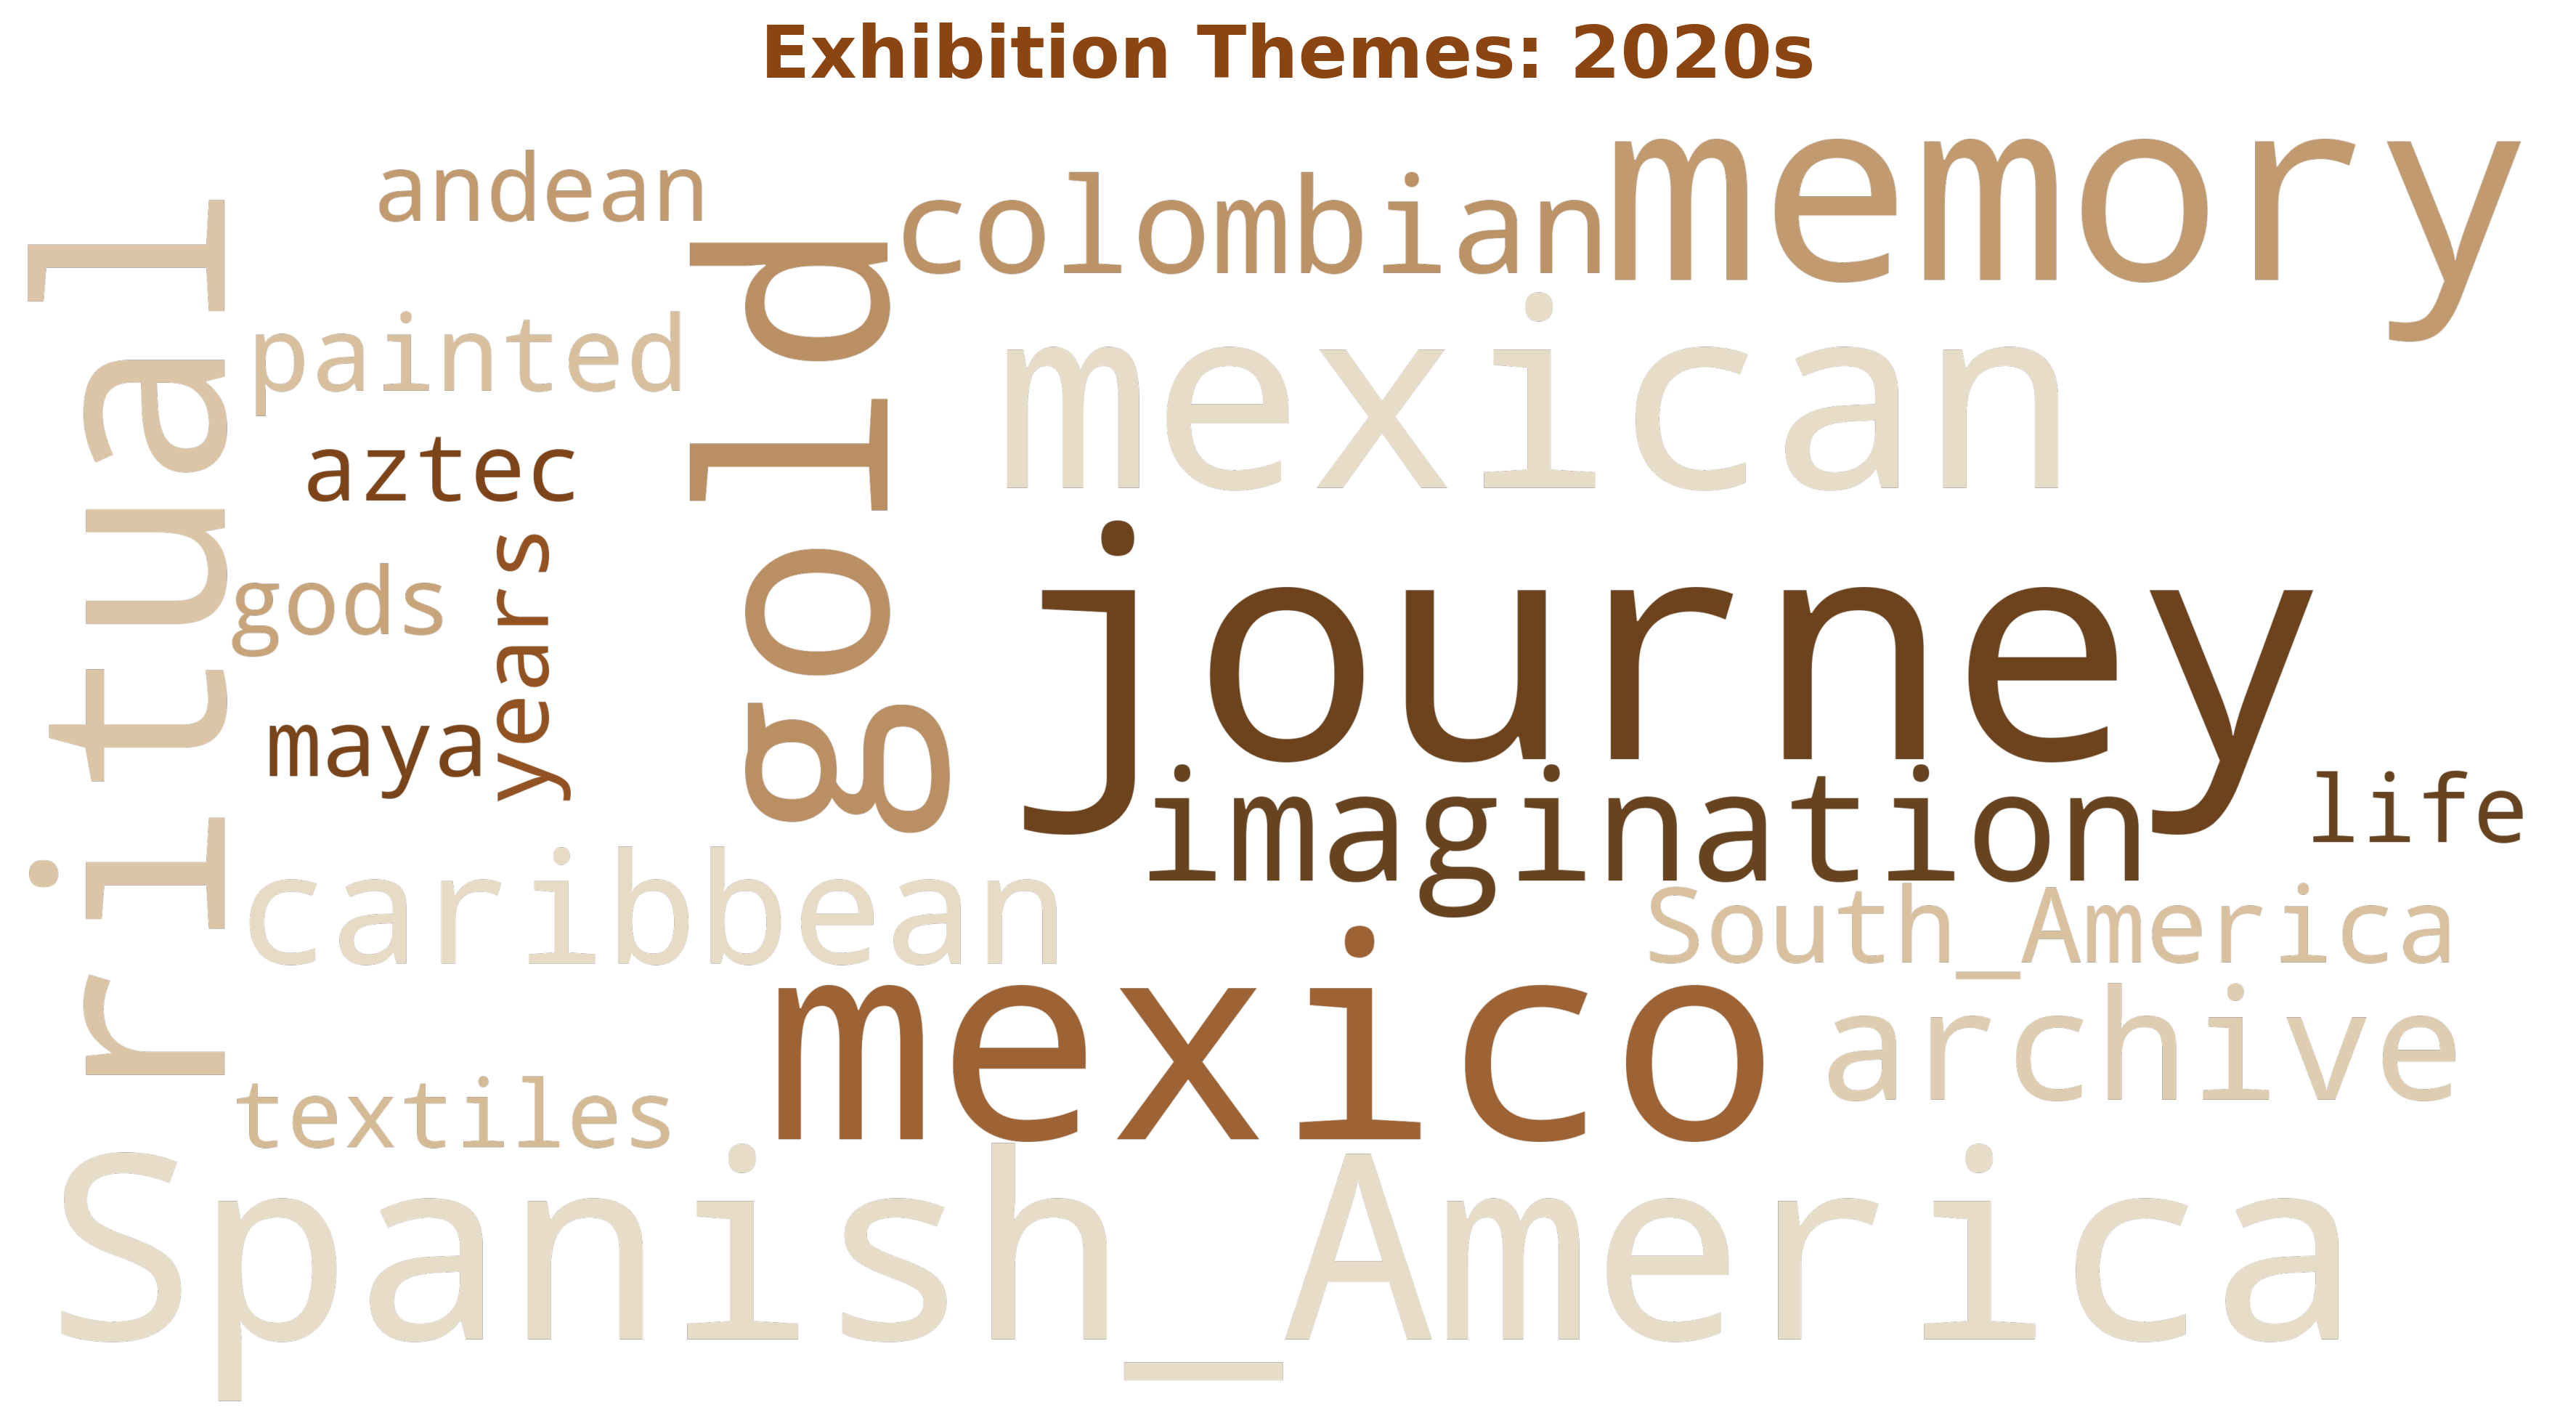 Exhibition Themes: 2020s
memory
andean
colombian
ritual
gold
painted
mexican
aztec
years
gods
journey
maya
imagination
life
caribbean
South_America
mexico
archive
textiles
Spanish_America